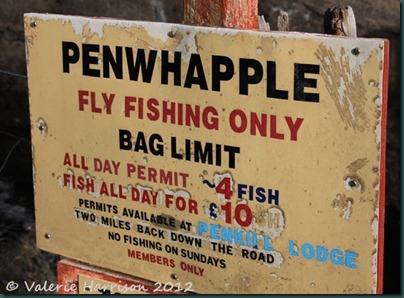 PENWHAPPLE
FLY FISHING ONLY
BAG LIMIT
ALL DAY PERMIT ~4 FISH
FISH ALL DAY FOR £10
PERMITS AVAILABLE AT PENKILL LODGE
TWO MILES BACK DOWN THE ROAD
NO FISHING ON SUNDAYS
MEMBERS ONLY
© Valerie Harrison 2012